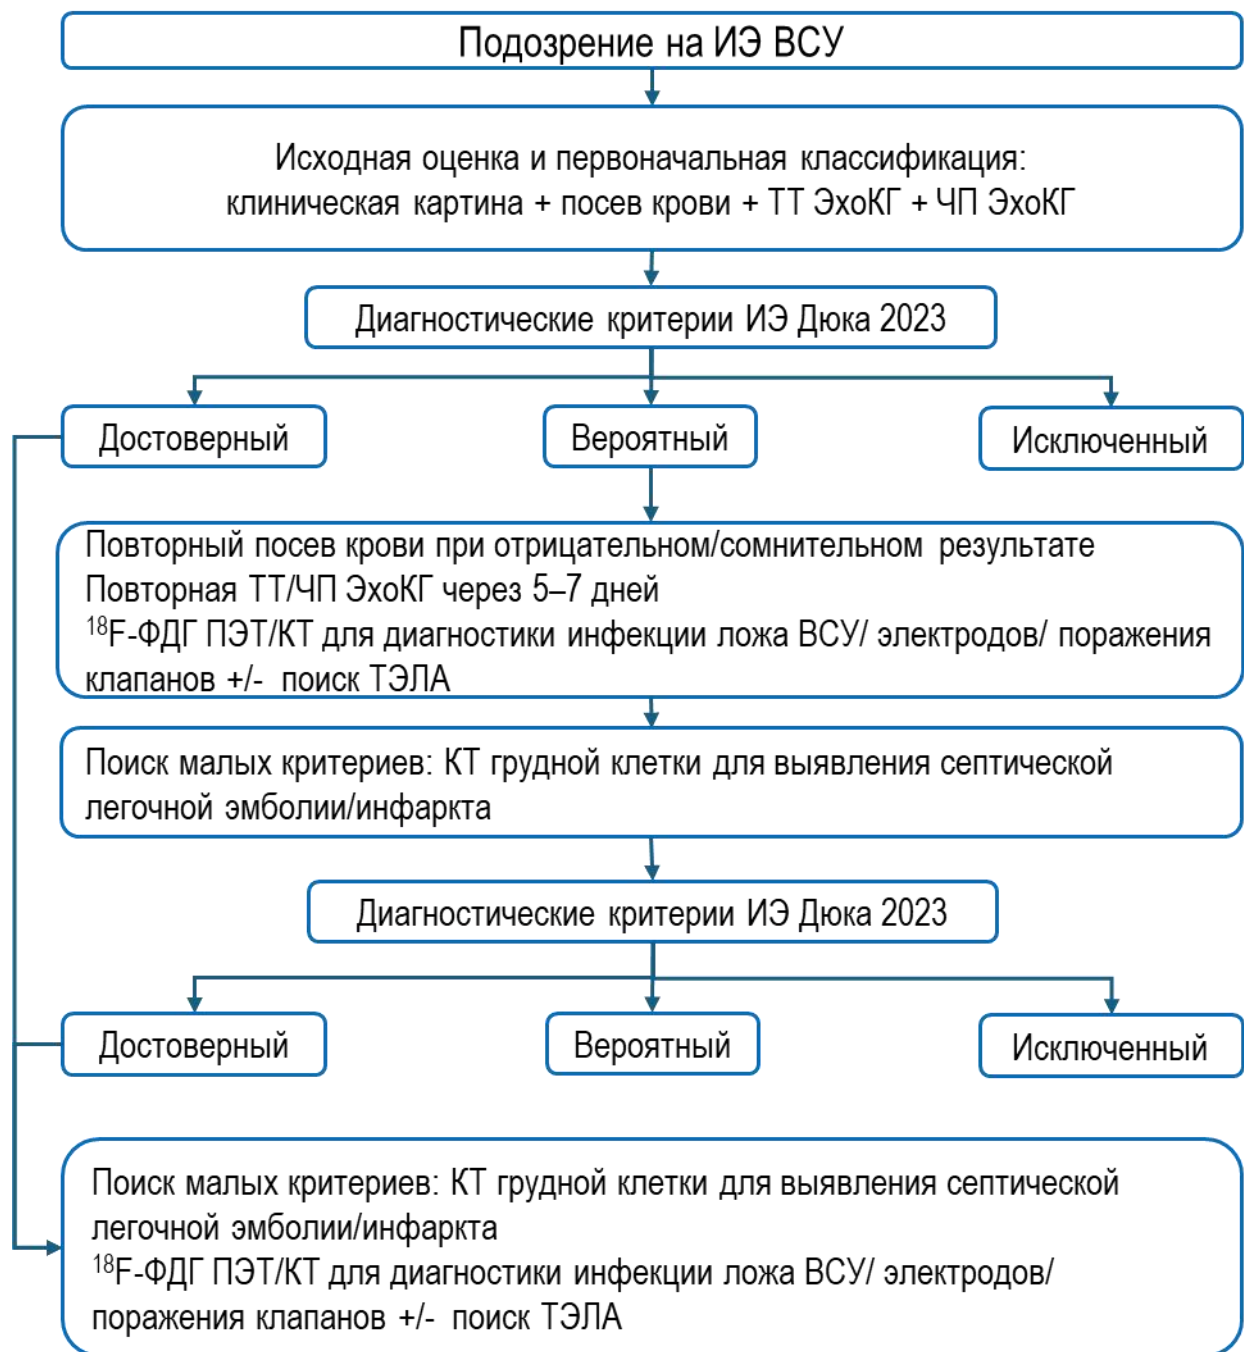 Подозрение на ИЭ ВСУ
Исходная оценка и первоначальная классификация:
клиническая картина + посев крови + ТТ ЭхоКГ + ЧП ЭхоКГ
Диагностические критерии ИЭ Дюка 2023
Достоверный
Вероятный
Исключенный
Повторный посев крови при отрицательном/сомнительном результате
Повторная ТТ/ЧП ЭхоКГ через 5–7 дней
¹⁸F-ФДГ ПЭТ/КТ для диагностики инфекции ложа ВСУ/ электродов/ поражения
клапанов +/- поиск ТЭЛА
Поиск малых критериев: КТ грудной клетки для выявления септической
легочной эмболии/инфаркта
Диагностические критерии ИЭ Дюка 2023
Достоверный
Вероятный
Исключенный
Поиск малых критериев: КТ грудной клетки для выявления септической
легочной эмболии/инфаркта
¹⁸F-ФДГ ПЭТ/КТ для диагностики инфекции ложа ВСУ/ электродов/
поражения клапанов +/- поиск ТЭЛА